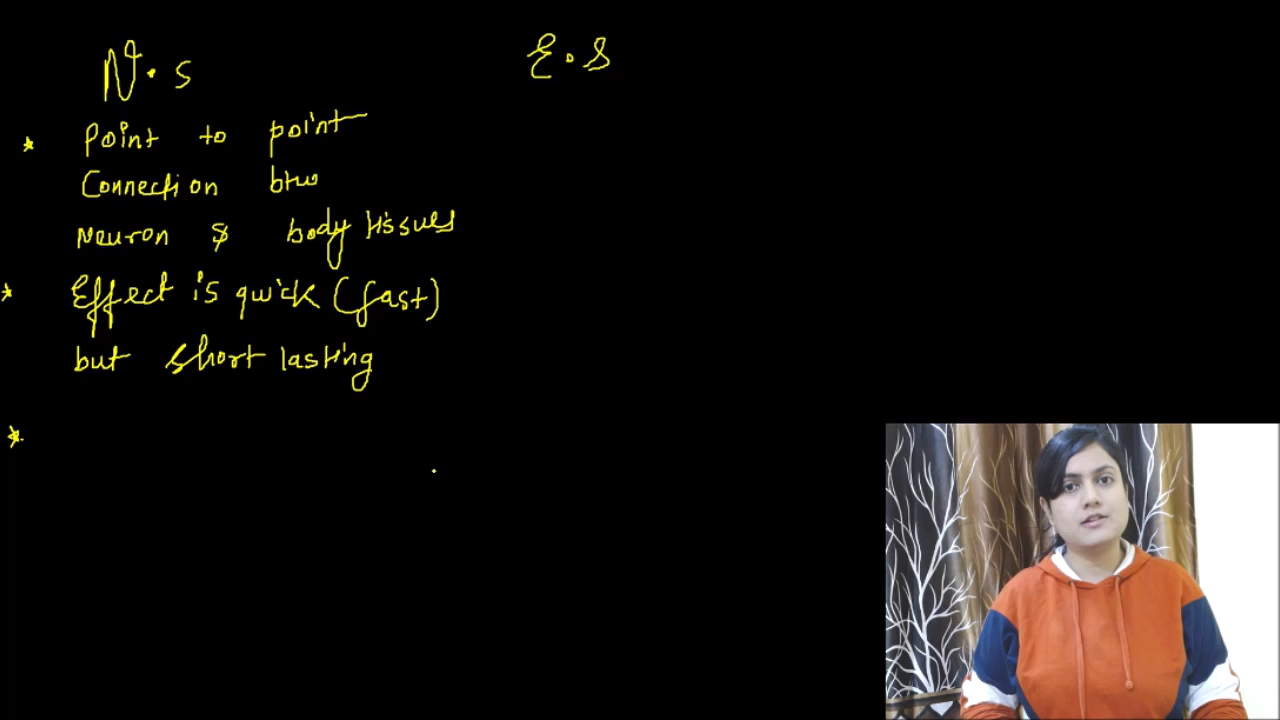 N.S
E.S
* Point to point
Connection btw
Neuron & body tissues
* Effect is quick (fast)
but short lasting
*